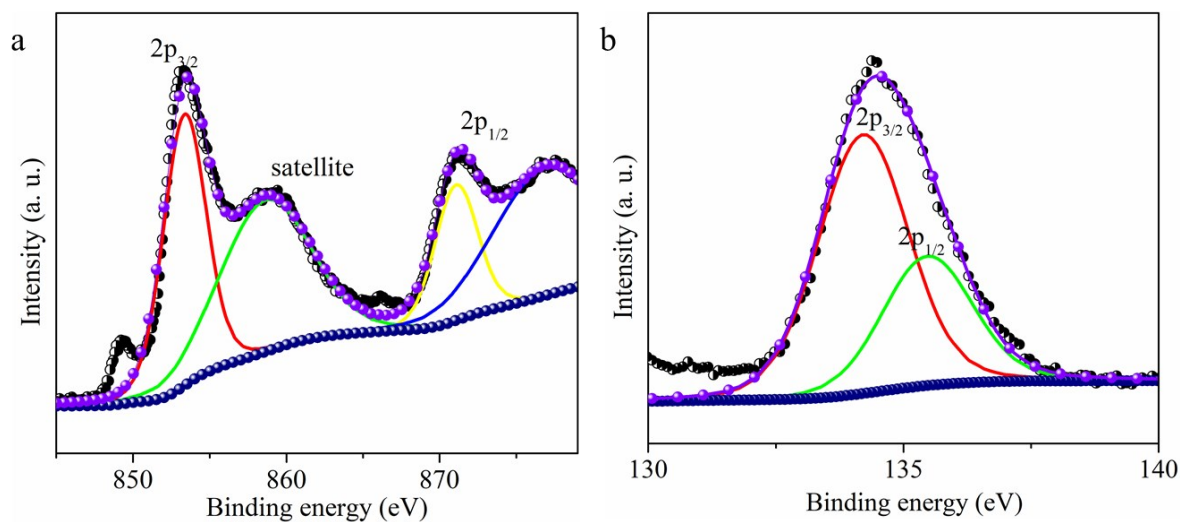 a
2p3/2
satellite
2p1/2
Intensity (a. u.)
850 860 870
Binding energy (eV)
b
2p3/2
2p1/2
Intensity (a. u.)
130 135 140
Binding energy (eV)